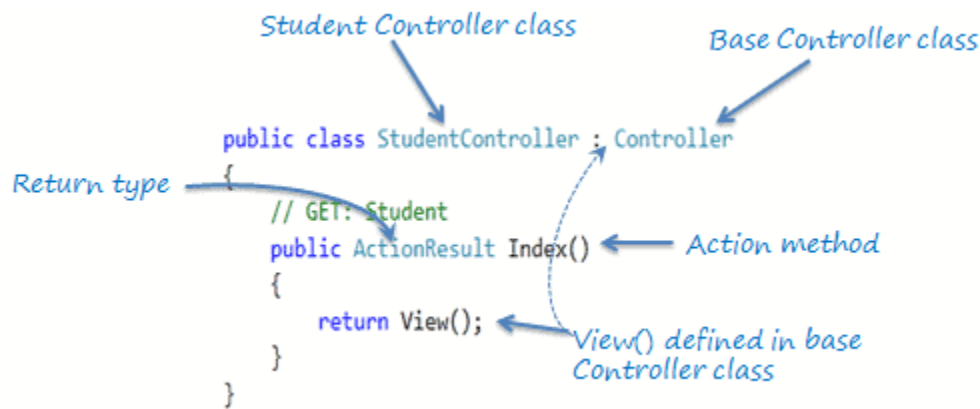 Student Controller class
Base Controller class
public class StudentController : Controller
{
Return type
// GET: Student
public ActionResult Index()
Action method
{
return View();
View() defined in base
Controller class
}
}